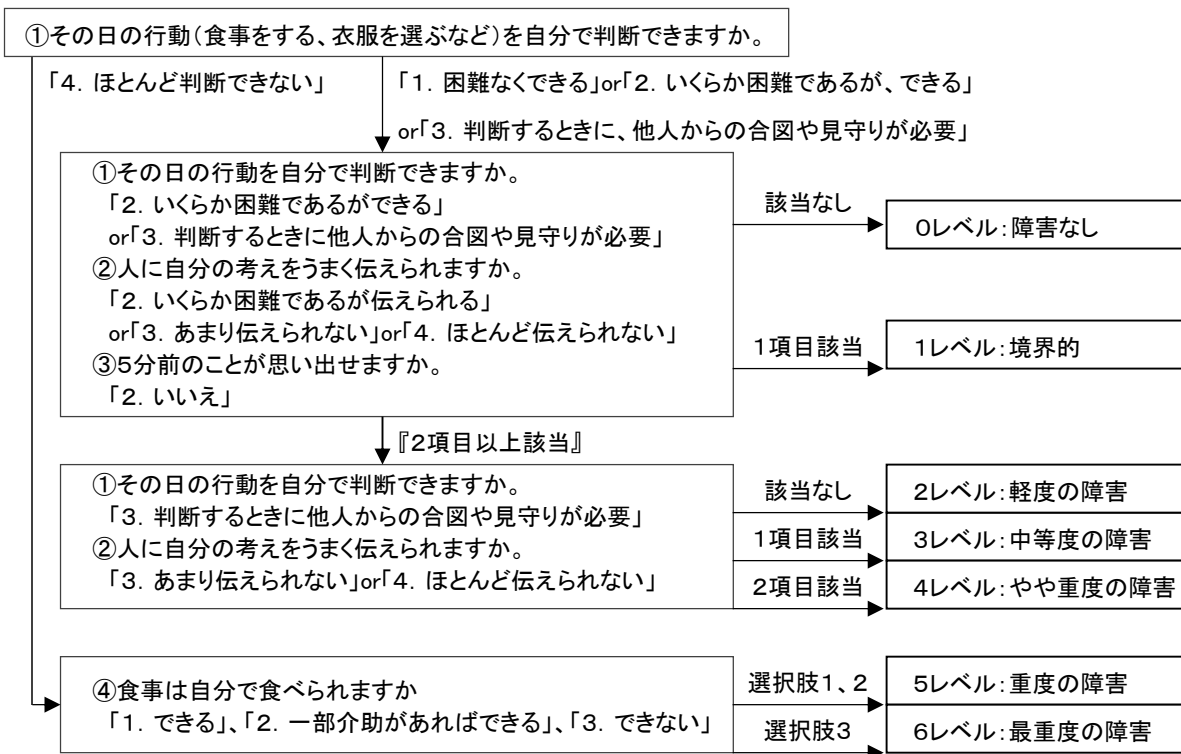 ①その日の行動(食事をする、衣服を選ぶなど)を自分で判断できますか。
「4. ほとんど判断できない」
「1. 困難なくできる」or「2. いくらか困難であるが、できる」
or「3. 判断するときに、他人からの合図や見守りが必要」
①その日の行動を自分で判断できますか。
「2. いくらか困難であるができる」
or「3. 判断するときに他人からの合図や見守りが必要」
②人に自分の考えをうまく伝えられますか。
「2. いくらか困難であるが伝えられる」
or「3. あまり伝えられない」or「4. ほとんど伝えられない」
③5分前のことが思い出せますか。
「2. いいえ」
該当なし
0レベル:障害なし
1項目該当
1レベル:境界的
『2項目以上該当』
①その日の行動を自分で判断できますか。
「3. 判断するときに他人からの合図や見守りが必要」
②人に自分の考えをうまく伝えられますか。
「3. あまり伝えられない」or「4. ほとんど伝えられない」
該当なし
2レベル:軽度の障害
1項目該当
3レベル:中等度の障害
2項目該当
4レベル:やや重度の障害
④食事は自分で食べられますか
「1. できる」、「2. 一部介助があればできる」、「3. できない」
選択肢1、2
5レベル:重度の障害
選択肢3
6レベル:最重度の障害